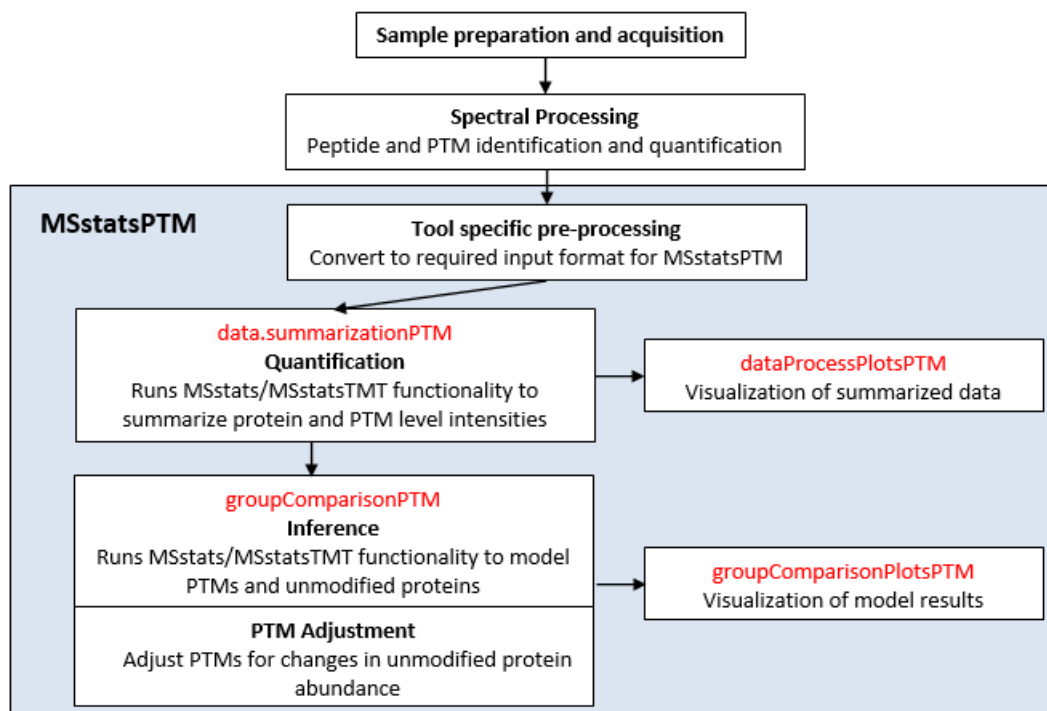 Sample preparation and acquisition
Spectral Processing
Peptide and PTM identification and quantification
MSstatsPTM
Tool specific pre-processing
Convert to required input format for MSstatsPTM
data.summarizationPTM
Quantification
Runs MSstats/MSstatsTMT functionality to
summarize protein and PTM level intensities
dataProcessPlotsPTM
Visualization of summarized data
groupComparisonPTM
Inference
Runs MSstats/MSstatsTMT functionality to model
PTMs and unmodified proteins
groupComparisonPlotsPTM
Visualization of model results
PTM Adjustment
Adjust PTMs for changes in unmodified protein
abundance